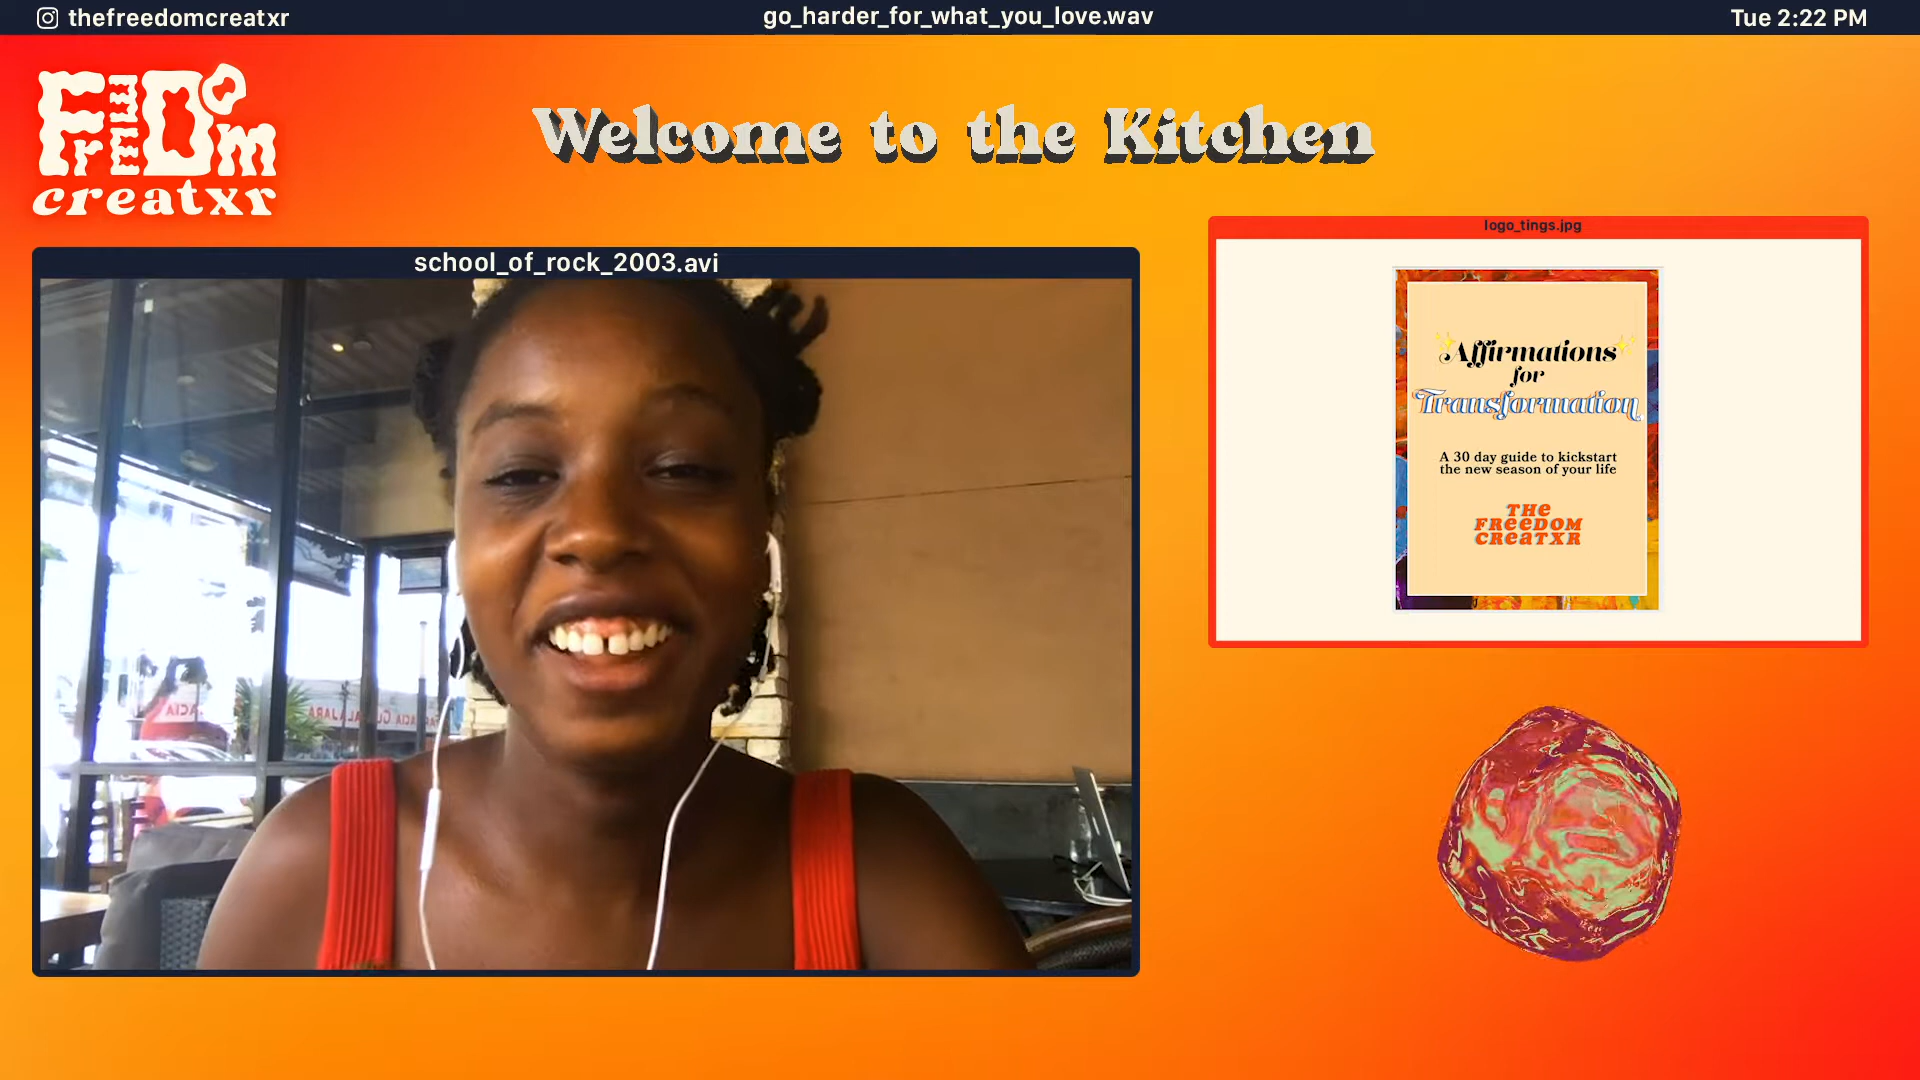 thefreedomcreatxr
go_harder_for_what_you_love.wav
Tue 2:22 PM
FREEDOM
creatxr
Welcome to the Kitchen
school_of_rock_2003.avi
logo_tings.jpg
Affirmations
for
Transformation
A 30 day guide to kickstart
the new season of your life
THE
FREEDOM
CREATXR